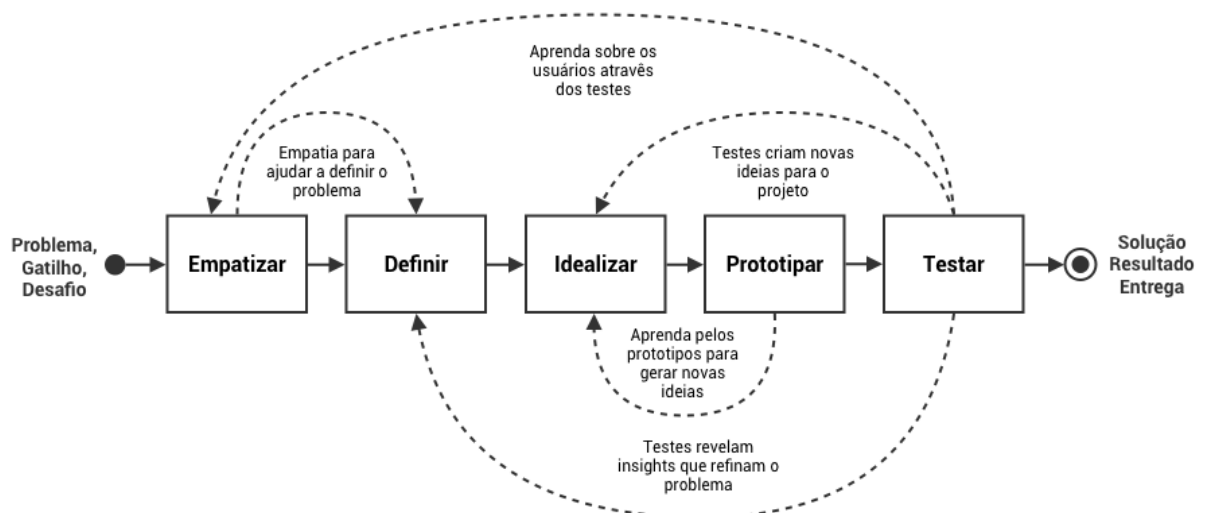 Aprenda sobre os
usuários atravês
dos testes
Empatia para
ajudar a definir o
problema
Testes criam novas
ideias para o
projeto
Problema,
Gatilho,
Desafio
Empatizar
Definir
Idealizar
Prototipar
Testar
Solução
Resultado
Entrega
Aprenda pelos
prototipos para
gerar novas
ideias
Testes revelam
insights que refinam o
problema